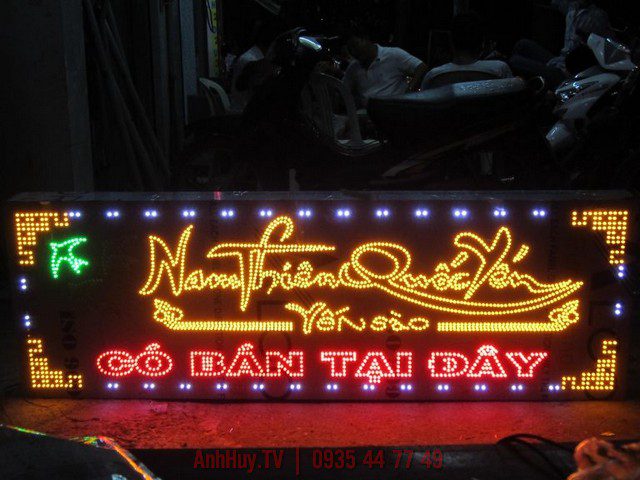 Nam Thiên Quốc Yến
YẾN SÀO
CÓ BÁN TẠI ĐÂY
AnhHuy.TV | 0935 44 77 49